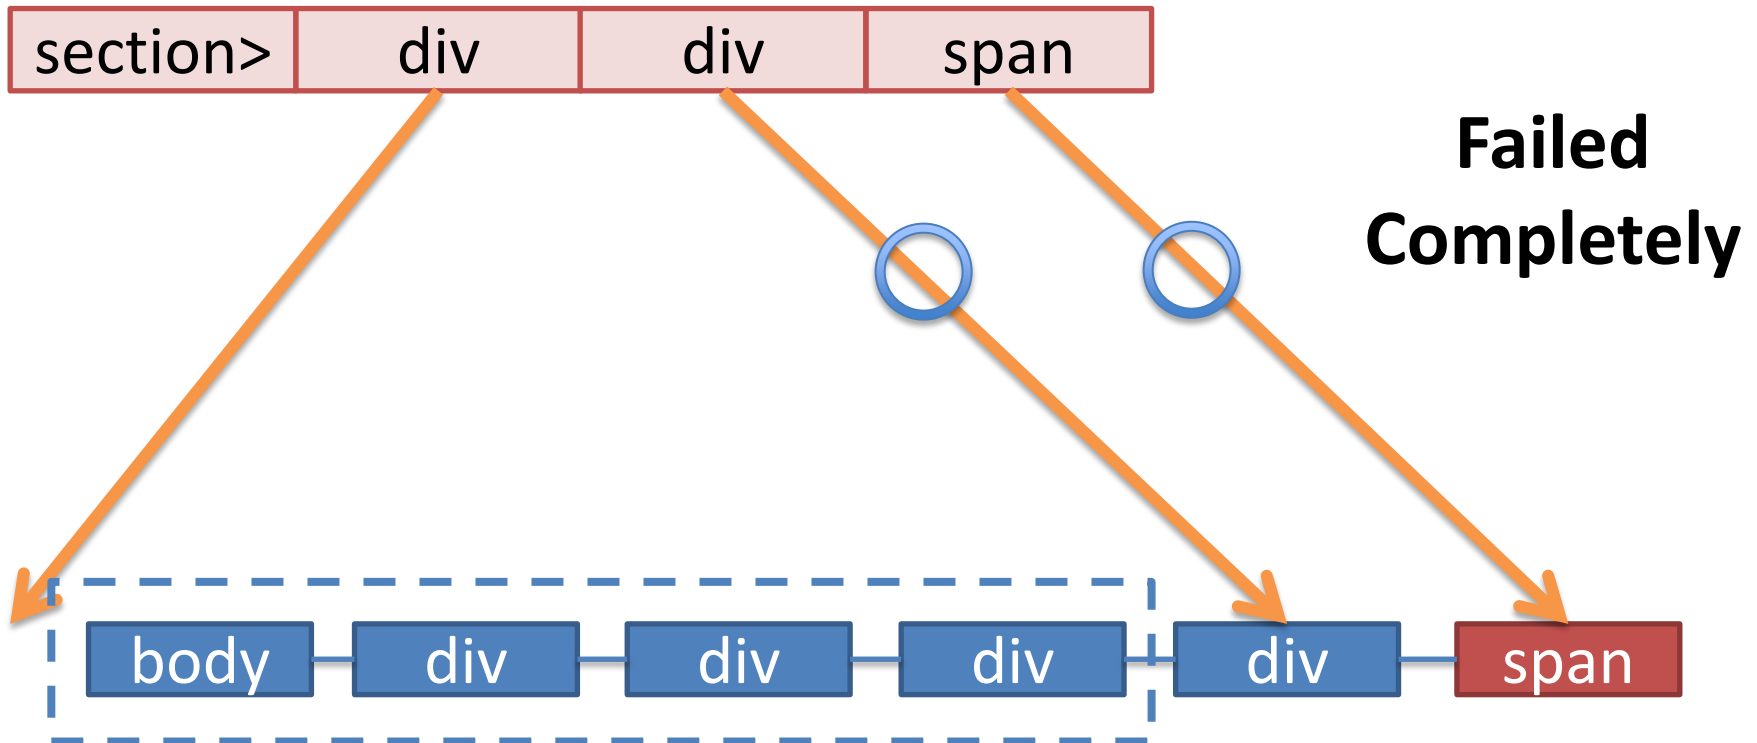 section> div div span
Failed
Completely
body div div div div span